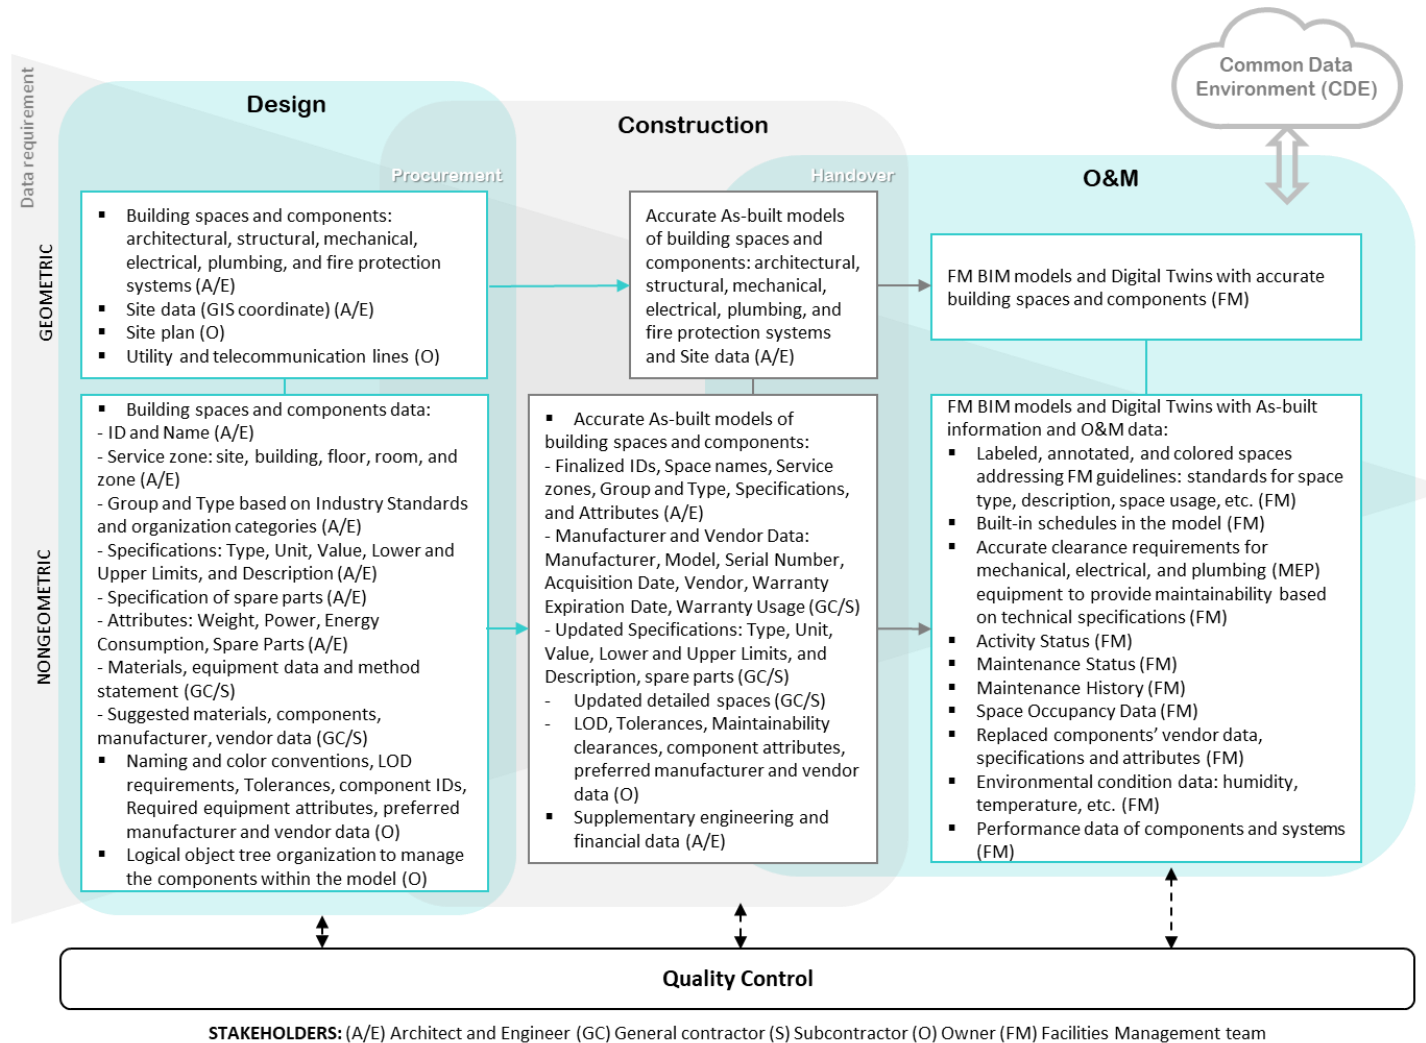 Common Data
Environment (CDE)
Data requirement
Design
Construction
Procurement
Handover
O&M
GEOMETRIC
▪ Building spaces and components:
architectural, structural, mechanical,
electrical, plumbing, and fire protection
systems (A/E)
▪ Site data (GIS coordinate) (A/E)
▪ Site plan (O)
▪ Utility and telecommunication lines (O)
Accurate As-built models
of building spaces and
components: architectural,
structural, mechanical,
electrical, plumbing, and
fire protection systems
and Site data (A/E)
FM BIM models and Digital Twins with accurate
building spaces and components (FM)
NONGEOMETRIC
▪ Building spaces and components data:
- ID and Name (A/E)
- Service zone: site, building, floor, room, and
zone (A/E)
- Group and Type based on Industry Standards
and organization categories (A/E)
- Specifications: Type, Unit, Value, Lower and
Upper Limits, and Description (A/E)
- Specification of spare parts (A/E)
- Attributes: Weight, Power, Energy
Consumption, Spare Parts (A/E)
- Materials, equipment data and method
statement (GC/S)
- Suggested materials, components,
manufacturer, vendor data (GC/S)
▪ Naming and color conventions, LOD
requirements, Tolerances, component IDs,
Required equipment attributes, preferred
manufacturer and vendor data (O)
▪ Logical object tree organization to manage
the components within the model (O)
▪ Accurate As-built models of
building spaces and components:
- Finalized IDs, Space names, Service
zones, Group and Type, Specifications,
and Attributes (A/E)
- Manufacturer and Vendor Data:
Manufacturer, Model, Serial Number,
Acquisition Date, Vendor, Warranty
Expiration Date, Warranty Usage (GC/S)
- Updated Specifications: Type, Unit,
Value, Lower and Upper Limits, and
Description, spare parts (GC/S)
- Updated detailed spaces (GC/S)
- LOD, Tolerances, Maintainability
clearances, component attributes,
preferred manufacturer and vendor
data (O)
▪ Supplementary engineering and
financial data (A/E)
FM BIM models and Digital Twins with As-built
information and O&M data:
▪ Labeled, annotated, and colored spaces
addressing FM guidelines: standards for space
type, description, space usage, etc. (FM)
▪ Built-in schedules in the model (FM)
▪ Accurate clearance requirements for
mechanical, electrical, and plumbing (MEP)
equipment to provide maintainability based
on technical specifications (FM)
▪ Activity Status (FM)
▪ Maintenance Status (FM)
▪ Maintenance History (FM)
▪ Space Occupancy Data (FM)
▪ Replaced components' vendor data,
specifications and attributes (FM)
▪ Environmental condition data: humidity,
temperature, etc. (FM)
▪ Performance data of components and systems
(FM)
Quality Control
STAKEHOLDERS: (A/E) Architect and Engineer (GC) General contractor (S) Subcontractor (O) Owner (FM) Facilities Management team